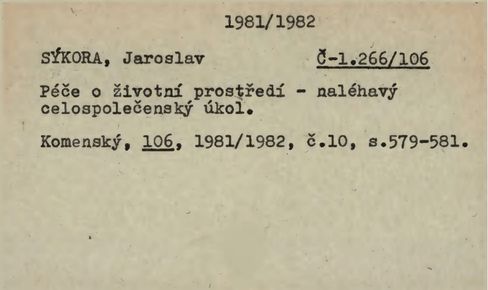 1981/1982
SÝKORA, Jaroslav Č-1.266/106
Péče o životní prostředí - naléhavý
celospolečenský úkol.
Komenský, 106, 1981/1982, č.10, s.579-581.